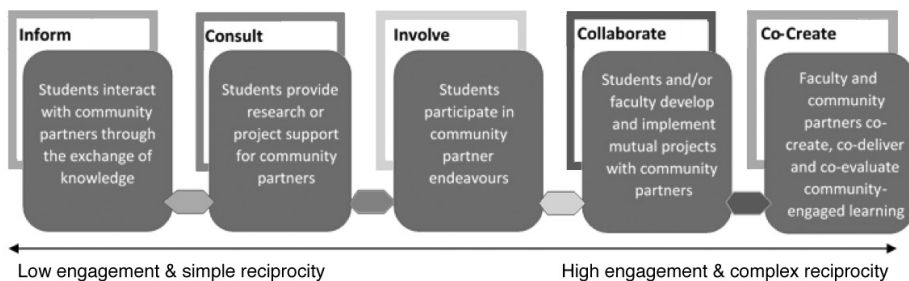 Inform
Students interact
with community
partners through
the exchange of
knowledge
Consult
Students provide
research or
project support
for community
partners
Involve
Students
participate in
community
partner
endeavours
Collaborate
Students and/or
faculty develop
and implement
mutual projects
with community
partners
Co-Create
Faculty and
community
partners co-
create, co-deliver
and co-evaluate
community-
engaged learning
Low engagement & simple reciprocity
High engagement & complex reciprocity